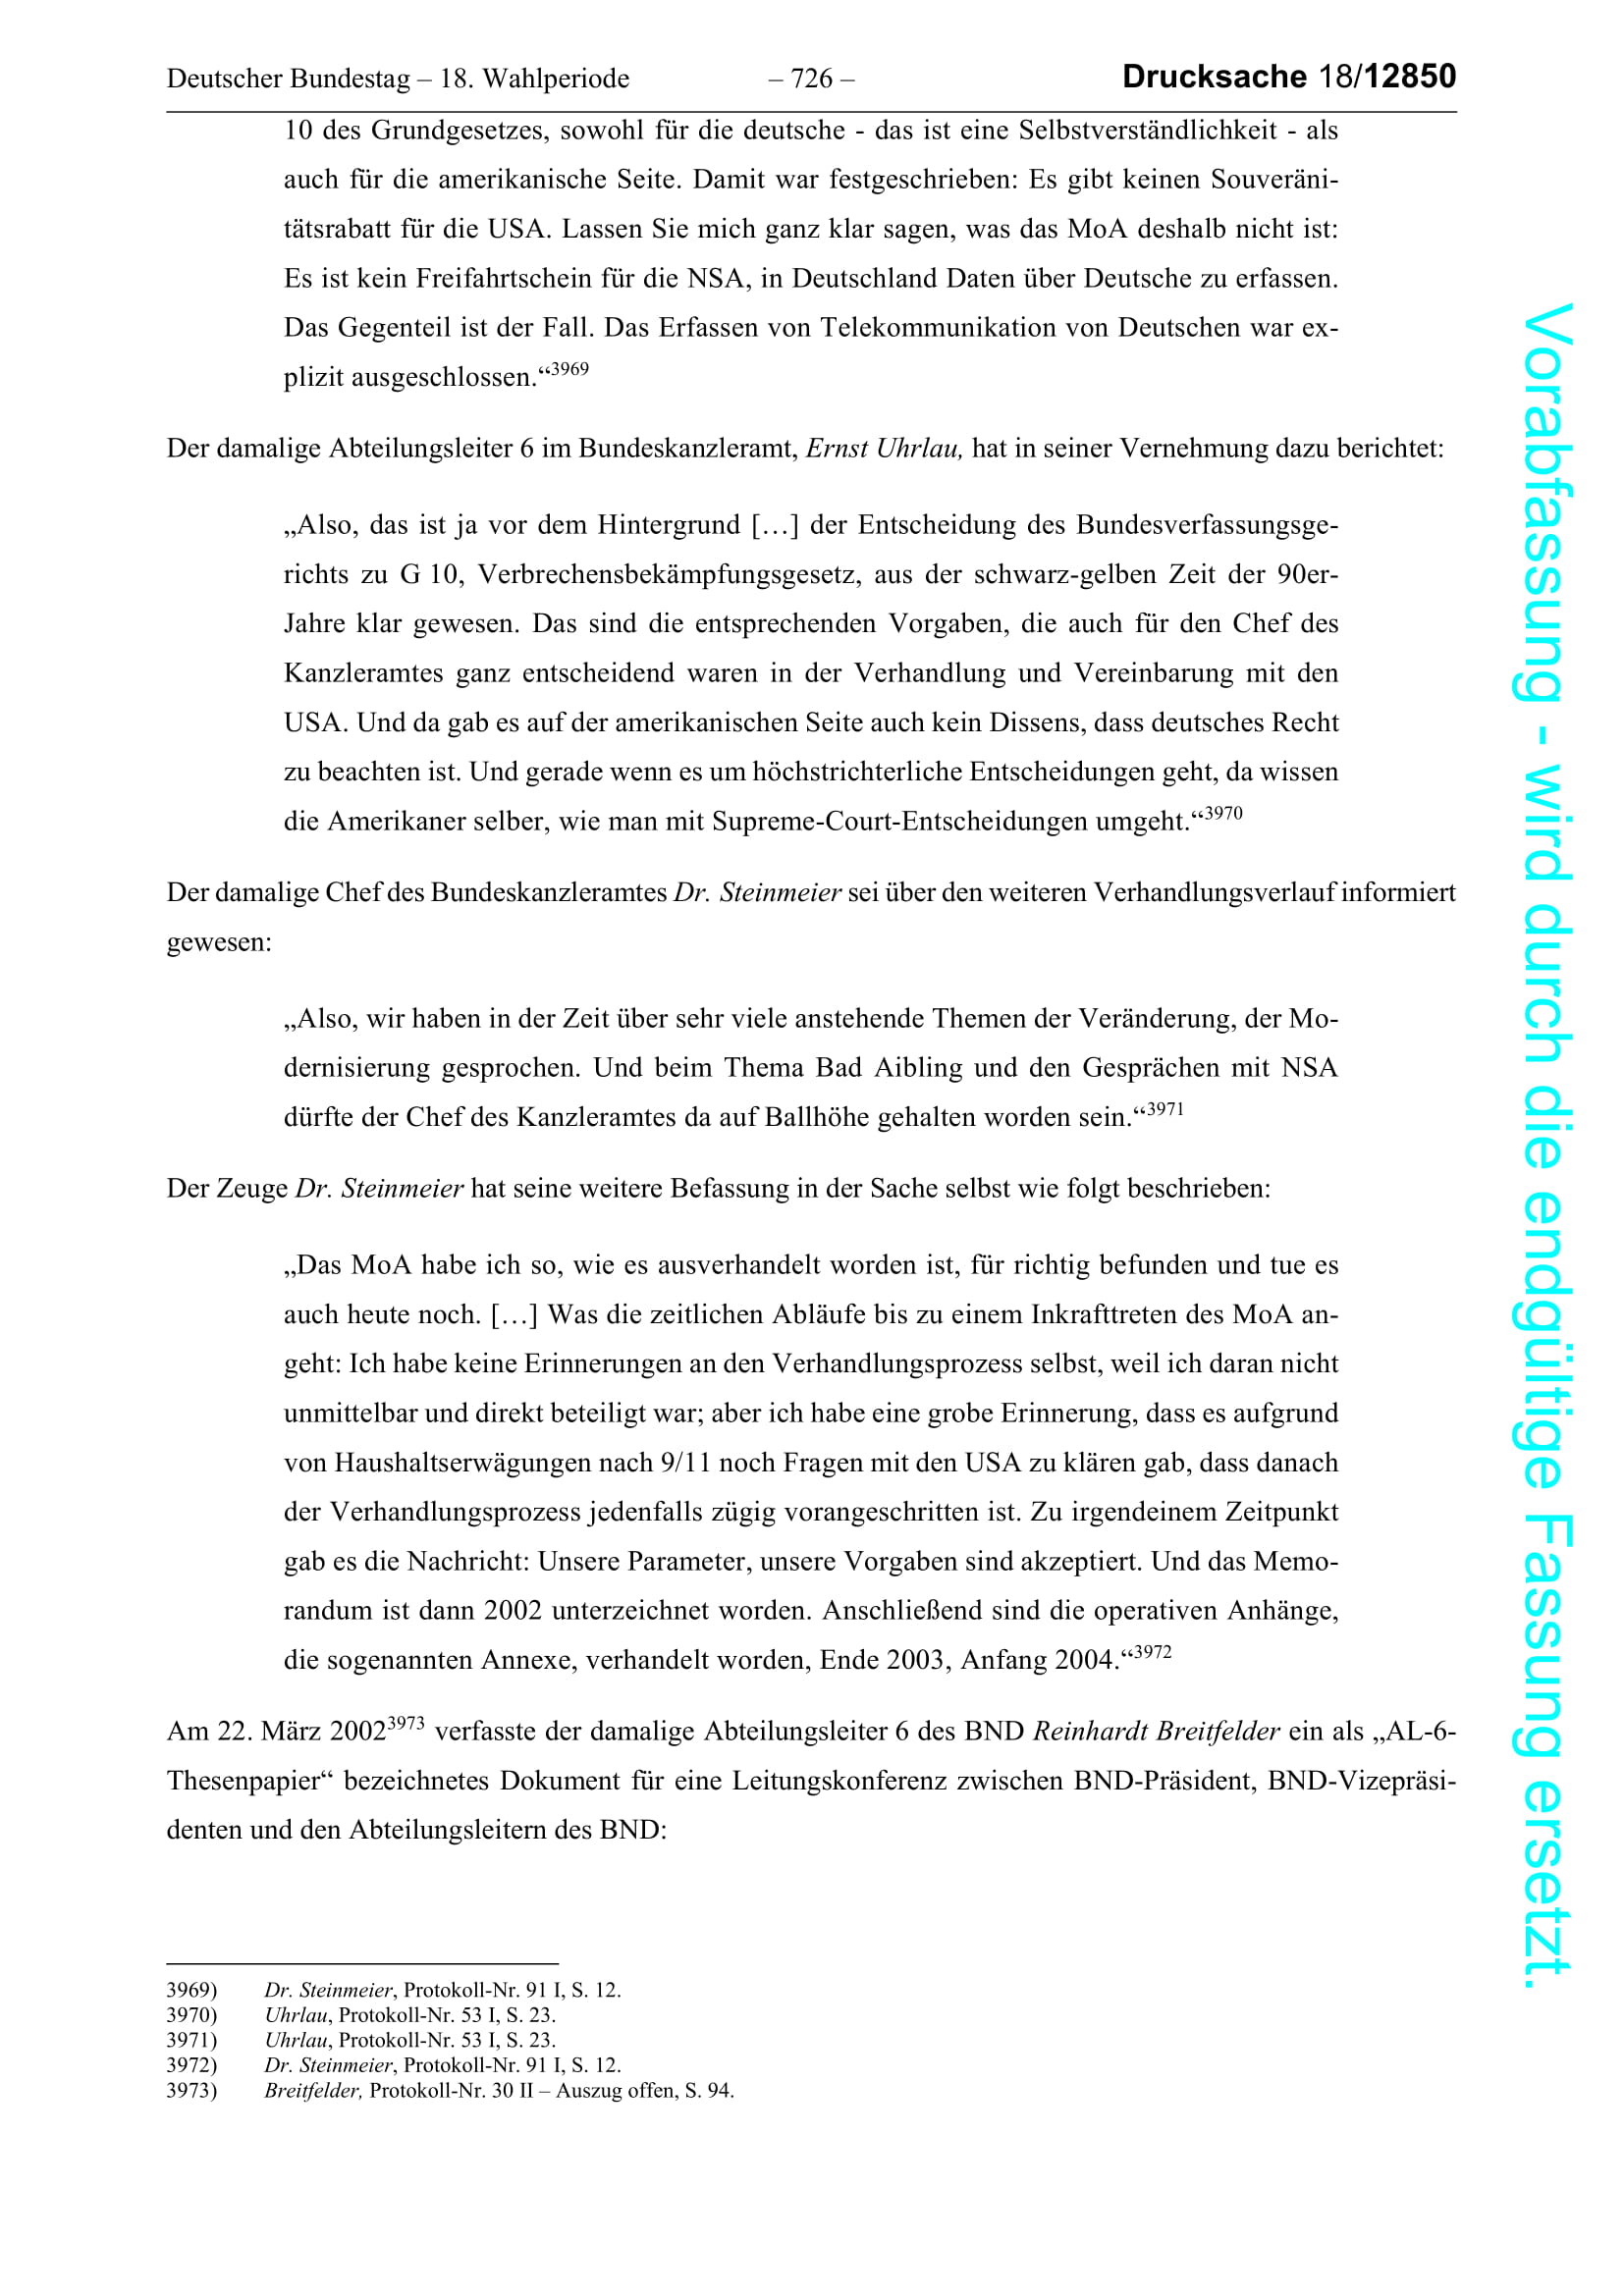 Deutscher Bundestag – 18. Wahlperiode – 726 – Drucksache 18/12850
10 des Grundgesetzes, sowohl für die deutsche - das ist eine Selbstverständlichkeit - als
auch für die amerikanische Seite. Damit war festgeschrieben: Es gibt keinen Souveräni-
tätsrabatt für die USA. Lassen Sie mich ganz klar sagen, was das MoA deshalb nicht ist:
Es ist kein Freifahrtschein für die NSA, in Deutschland Daten über Deutsche zu erfassen.
Das Gegenteil ist der Fall. Das Erfassen von Telekommunikation von Deutschen war ex-
plizit ausgeschlossen.“3969
Der damalige Abteilungsleiter 6 im Bundeskanzleramt, Ernst Uhrlau, hat in seiner Vernehmung dazu berichtet:
„Also, das ist ja vor dem Hintergrund […] der Entscheidung des Bundesverfassungsge-
richts zu G 10, Verbrechensbekämpfungsgesetz, aus der schwarz-gelben Zeit der 90er-
Jahre klar gewesen. Das sind die entsprechenden Vorgaben, die auch für den Chef des
Kanzleramtes ganz entscheidend waren in der Verhandlung und Vereinbarung mit den
USA. Und da gab es auf der amerikanischen Seite auch kein Dissens, dass deutsches Recht
zu beachten ist. Und gerade wenn es um höchstrichterliche Entscheidungen geht, da wissen
die Amerikaner selber, wie man mit Supreme-Court-Entscheidungen umgeht.“3970
Der damalige Chef des Bundeskanzleramtes Dr. Steinmeier sei über den weiteren Verhandlungsverlauf informiert
gewesen:
„Also, wir haben in der Zeit über sehr viele anstehende Themen der Veränderung, der Mo-
dernisierung gesprochen. Und beim Thema Bad Aibling und den Gesprächen mit NSA
dürfte der Chef des Kanzleramtes da auf Ballhöhe gehalten worden sein.“3971
Der Zeuge Dr. Steinmeier hat seine weitere Befassung in der Sache selbst wie folgt beschrieben:
„Das MoA habe ich so, wie es ausverhandelt worden ist, für richtig befunden und tue es
auch heute noch. […] Was die zeitlichen Abläufe bis zu einem Inkrafttreten des MoA an-
geht: Ich habe keine Erinnerungen an den Verhandlungsprozess selbst, weil ich daran nicht
unmittelbar und direkt beteiligt war; aber ich habe eine grobe Erinnerung, dass es aufgrund
von Haushaltserwägungen nach 9/11 noch Fragen mit den USA zu klären gab, dass danach
der Verhandlungsprozess jedenfalls zügig vorangeschritten ist. Zu irgendeinem Zeitpunkt
gab es die Nachricht: Unsere Parameter, unsere Vorgaben sind akzeptiert. Und das Memo-
randum ist dann 2002 unterzeichnet worden. Anschließend sind die operativen Anhänge,
die sogenannten Annexe, verhandelt worden, Ende 2003, Anfang 2004.“3972
Am 22. März 20023973 verfasste der damalige Abteilungsleiter 6 des BND Reinhardt Breitfelder ein als „AL-6-
Thesenpapier“ bezeichnetes Dokument für eine Leitungskonferenz zwischen BND-Präsident, BND-Vizepräsi-
denten und den Abteilungsleitern des BND:
3969) Dr. Steinmeier, Protokoll-Nr. 91 I, S. 12.
3970) Uhrlau, Protokoll-Nr. 53 I, S. 23.
3971) Uhrlau, Protokoll-Nr. 53 I, S. 23.
3972) Dr. Steinmeier, Protokoll-Nr. 91 I, S. 12.
3973) Breitfelder, Protokoll-Nr. 30 II – Auszug offen, S. 94.
Vorabfassung - wird durch die endgültige Fassung ersetzt.